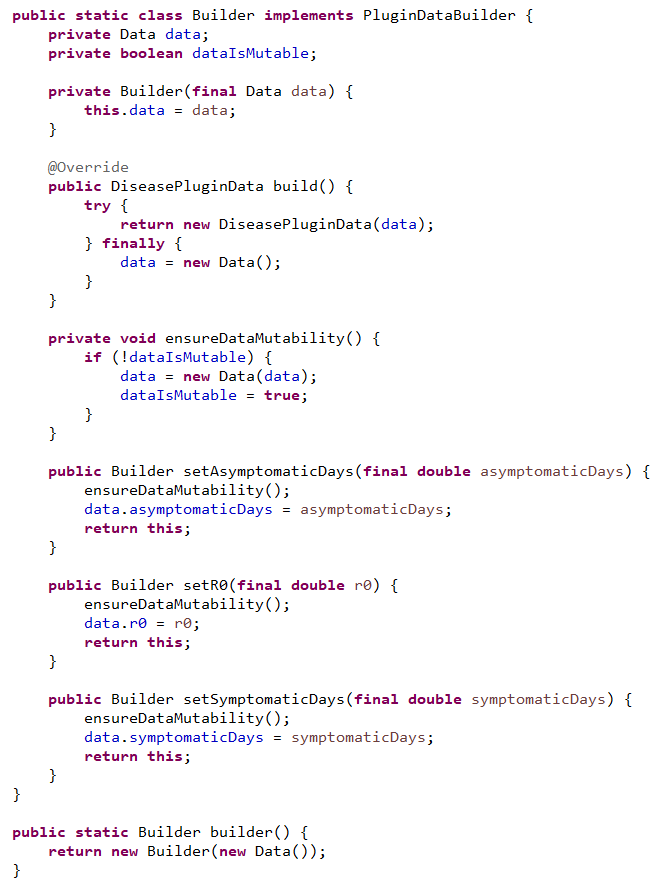 public static class Builder implements PluginDataBuilder {
    private Data data;
    private boolean dataIsMutable;

    private Builder(final Data data) {
        this.data = data;
    }

    @Override
    public DiseasePluginData build() {
        try {
            return new DiseasePluginData(data);
        } finally {
            data = new Data();
        }
    }

    private void ensureDataMutability() {
        if (!dataIsMutable) {
            data = new Data(data);
            dataIsMutable = true;
        }
    }

    public Builder setAsymptomaticDays(final double asymptomaticDays) {
        ensureDataMutability();
        data.asymptomaticDays = asymptomaticDays;
        return this;
    }

    public Builder setR0(final double r0) {
        ensureDataMutability();
        data.r0 = r0;
        return this;
    }

    public Builder setSymptomaticDays(final double symptomaticDays) {
        ensureDataMutability();
        data.symptomaticDays = symptomaticDays;
        return this;
    }
}

public static Builder builder() {
    return new Builder(new Data());
}